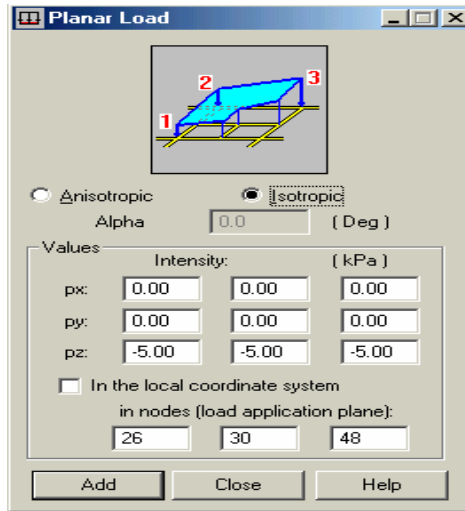 Planar Load
1
2
3
Anisotropic Isotropic
Alpha 0.0 ( Deg )
Values
Intensity: ( kPa )
px: 0.00 0.00 0.00
py: 0.00 0.00 0.00
pz: -5.00 -5.00 -5.00
In the local coordinate system
in nodes (load application plane):
26 30 48
Add Close Help